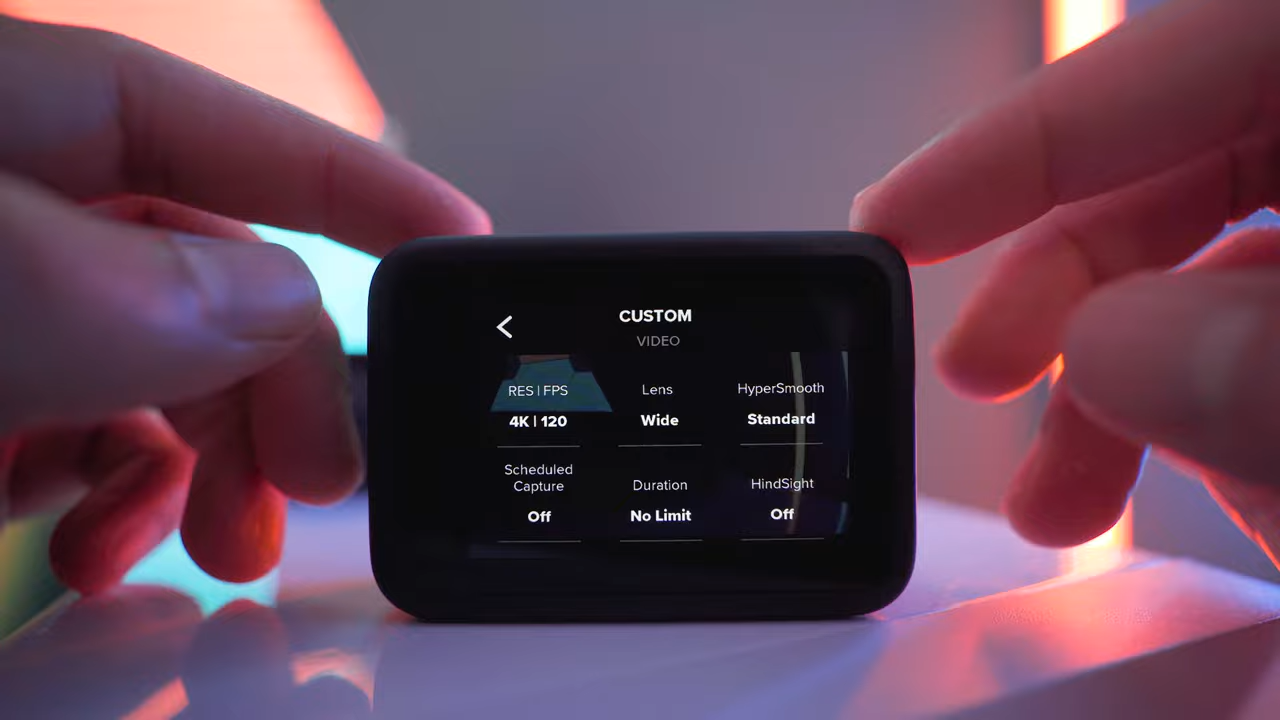 CUSTOM
VIDEO
RES | FPS
4K | 120
Lens
Wide
HyperSmooth
Standard
Scheduled
Capture
Off
Duration
No Limit
HindSight
Off